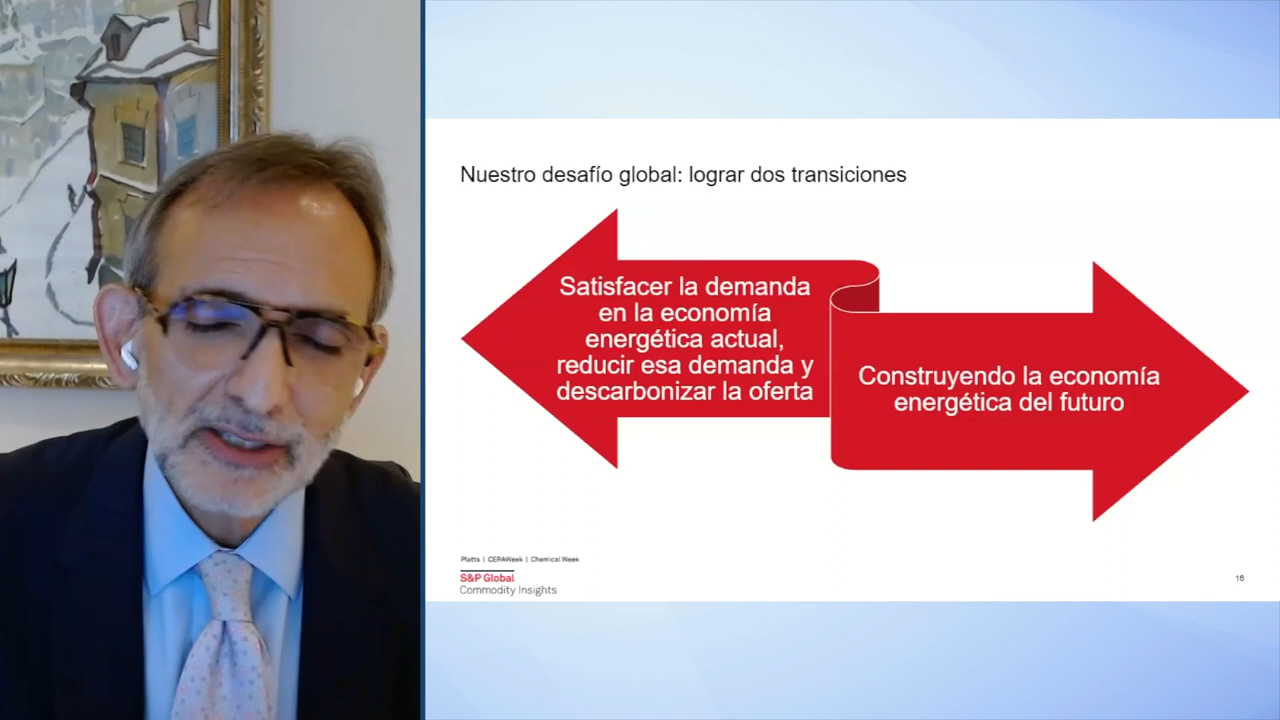 Nuestro desafío global: lograr dos transiciones
Satisfacer la demanda
en la economía
energética actual,
reducir esa demanda y
descarbonizar la oferta
Construyendo la economía
energética del futuro
Platts | CERAWeek | Chemical Week
S&P Global
Commodity Insights
16